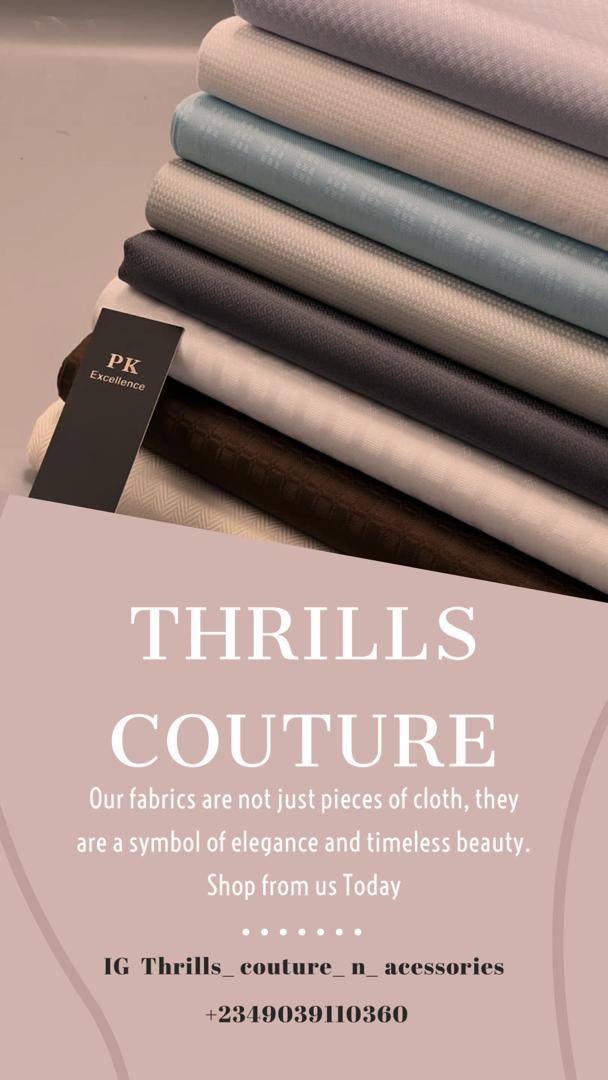 PK
Excellence
THRILLS
COUTURE
Our fabrics are not just pieces of cloth, they
are a symbol of elegance and timeless beauty.
Shop from us Today
IG Thrills_ couture_ n_ acessories
+2349039110360